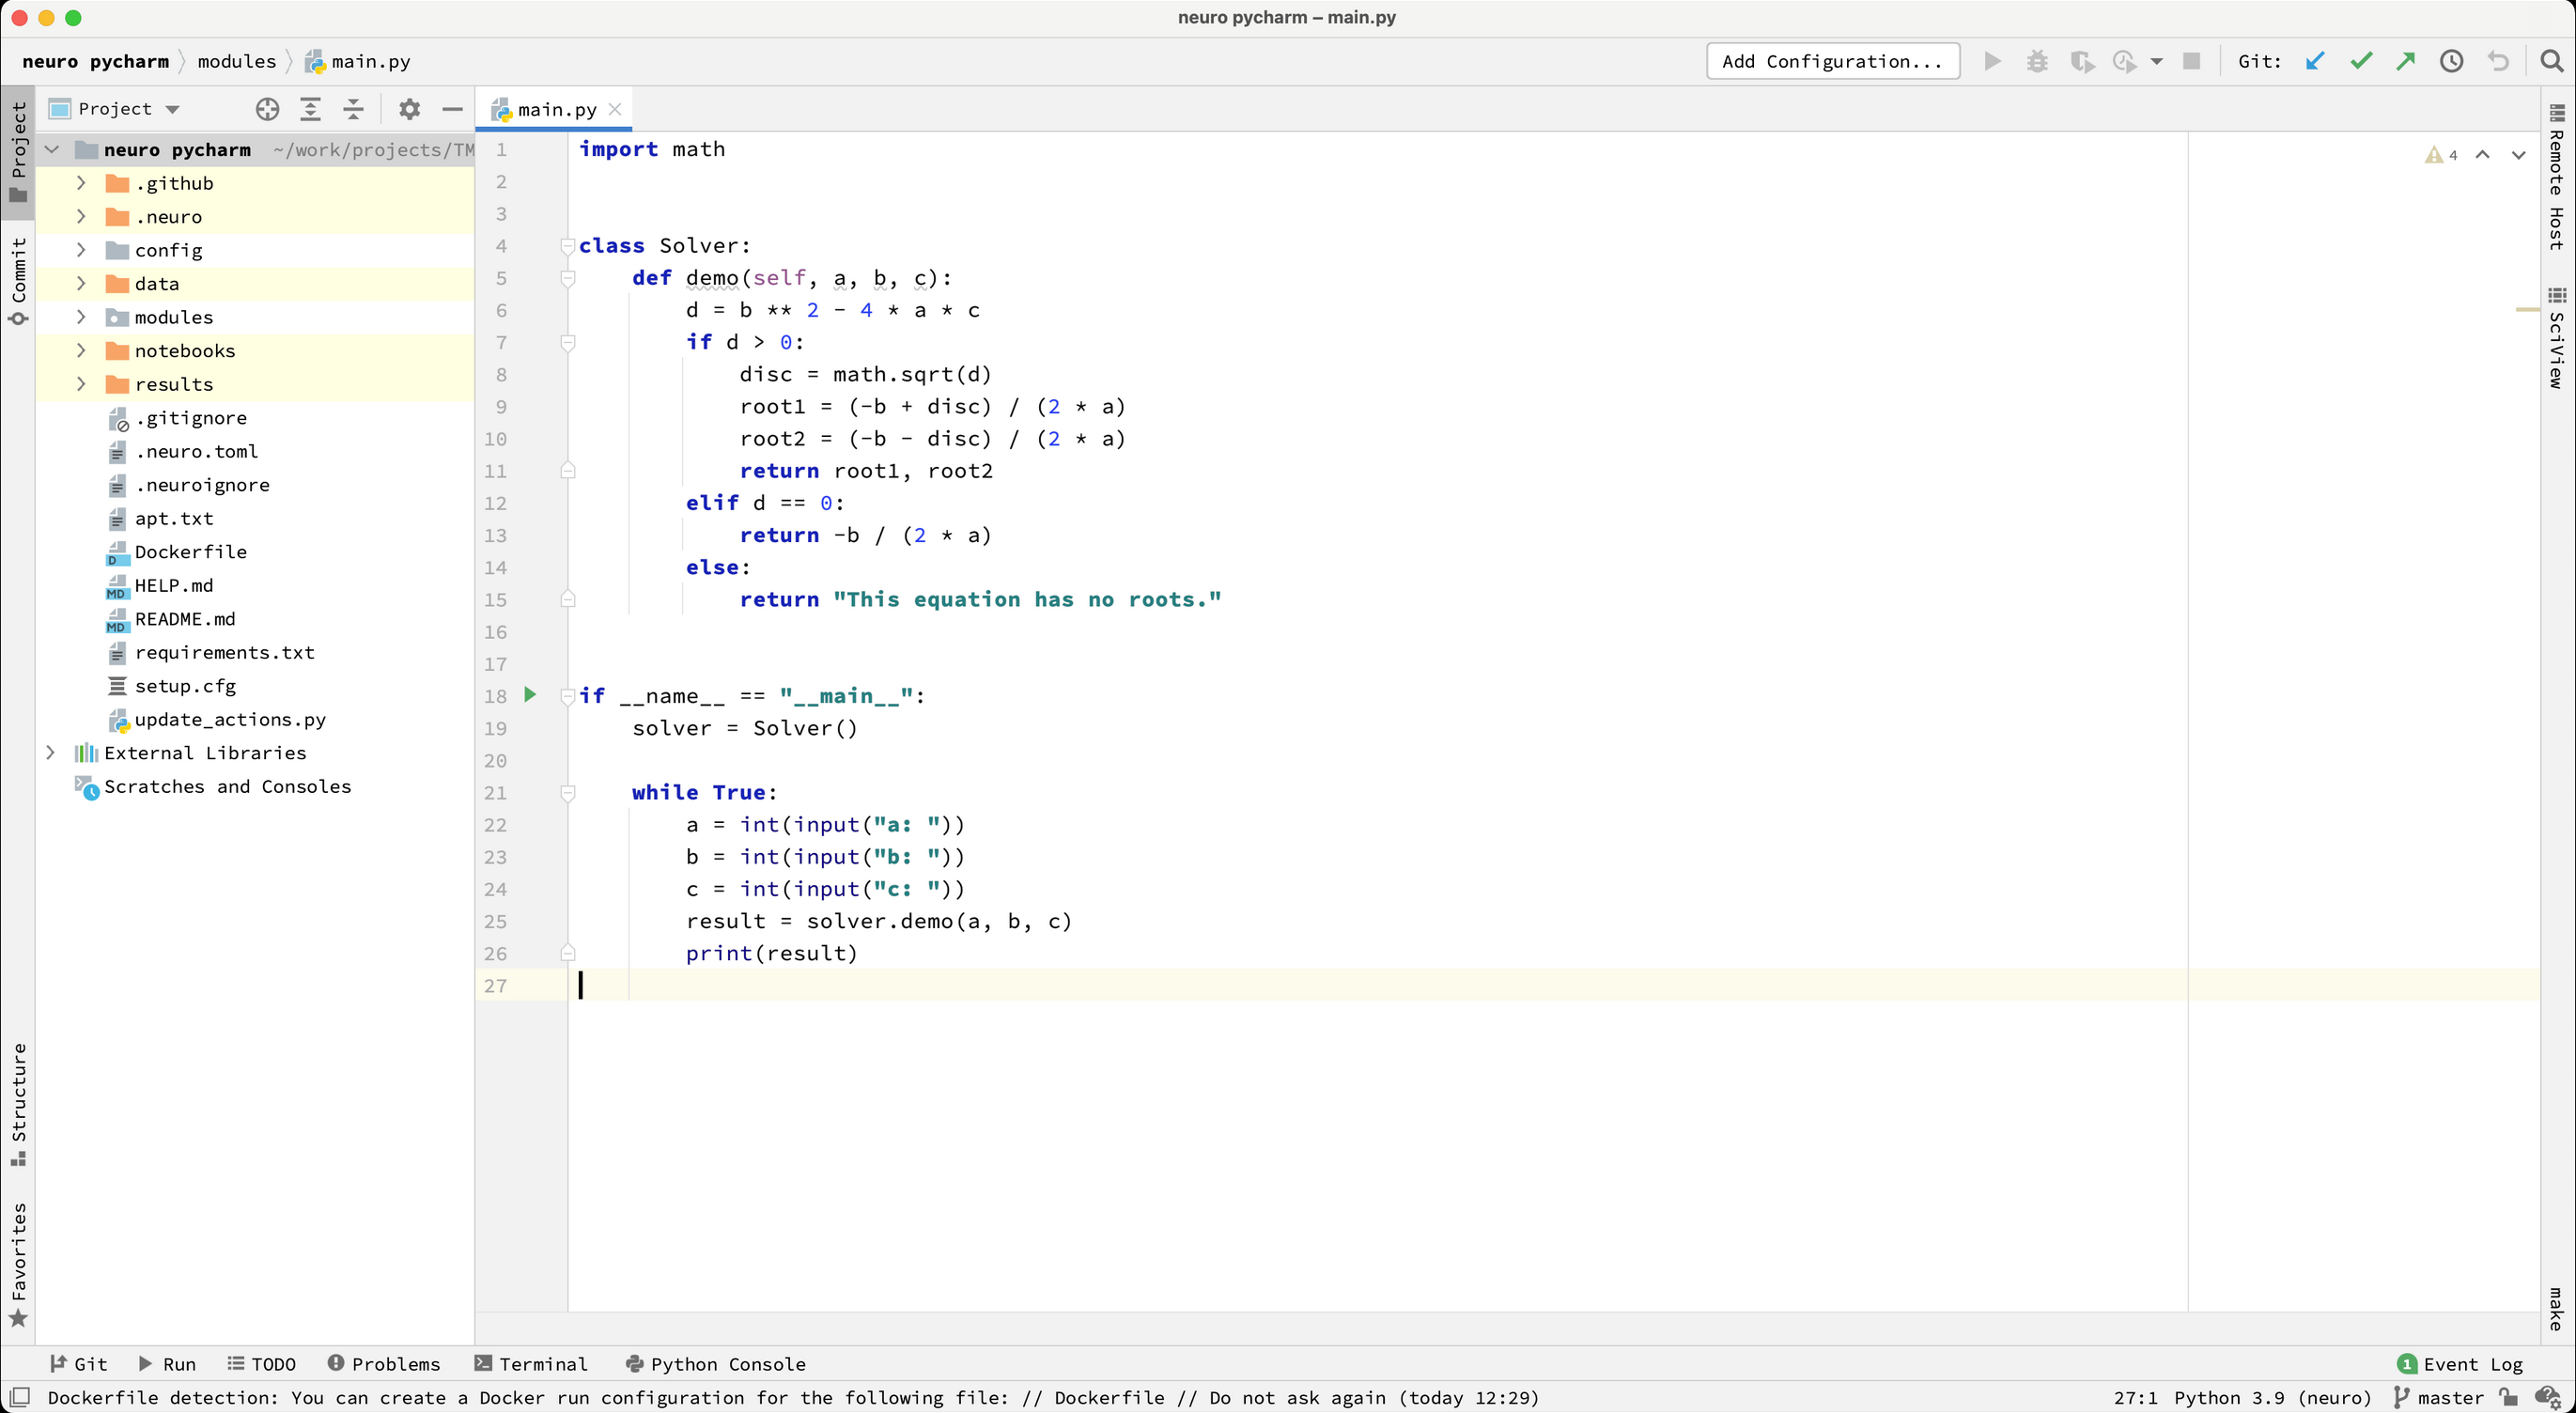 neuro pycharm – main.py
neuro pycharm modules main.py
Add Configuration... Git:
Project
main.py
Project
Commit
Structure
Favorites
neuro pycharm ~/work/projects/TM
.github
.neuro
config
data
modules
notebooks
results
.gitignore
.neuro.toml
.neuroignore
apt.txt
D Dockerfile
MD HELP.md
MD README.md
requirements.txt
setup.cfg
update_actions.py
External Libraries
Scratches and Consoles
1 import math
2
3
4 class Solver:
5     def demo(self, a, b, c):
6         d = b ** 2 - 4 * a * c
7         if d > 0:
8             disc = math.sqrt(d)
9             root1 = (-b + disc) / (2 * a)
10             root2 = (-b - disc) / (2 * a)
11             return root1, root2
12         elif d == 0:
13             return -b / (2 * a)
14         else:
15             return "This equation has no roots."
16
17
18 if __name__ == "__main__":
19     solver = Solver()
20
21     while True:
22         a = int(input("a: "))
23         b = int(input("b: "))
24         c = int(input("c: "))
25         result = solver.demo(a, b, c)
26         print(result)
27
4
Remote Host
SciView
make
Git Run TODO Problems Terminal Python Console
1 Event Log
Dockerfile detection: You can create a Docker run configuration for the following file: // Dockerfile // Do not ask again (today 12:29)
27:1 Python 3.9 (neuro) master